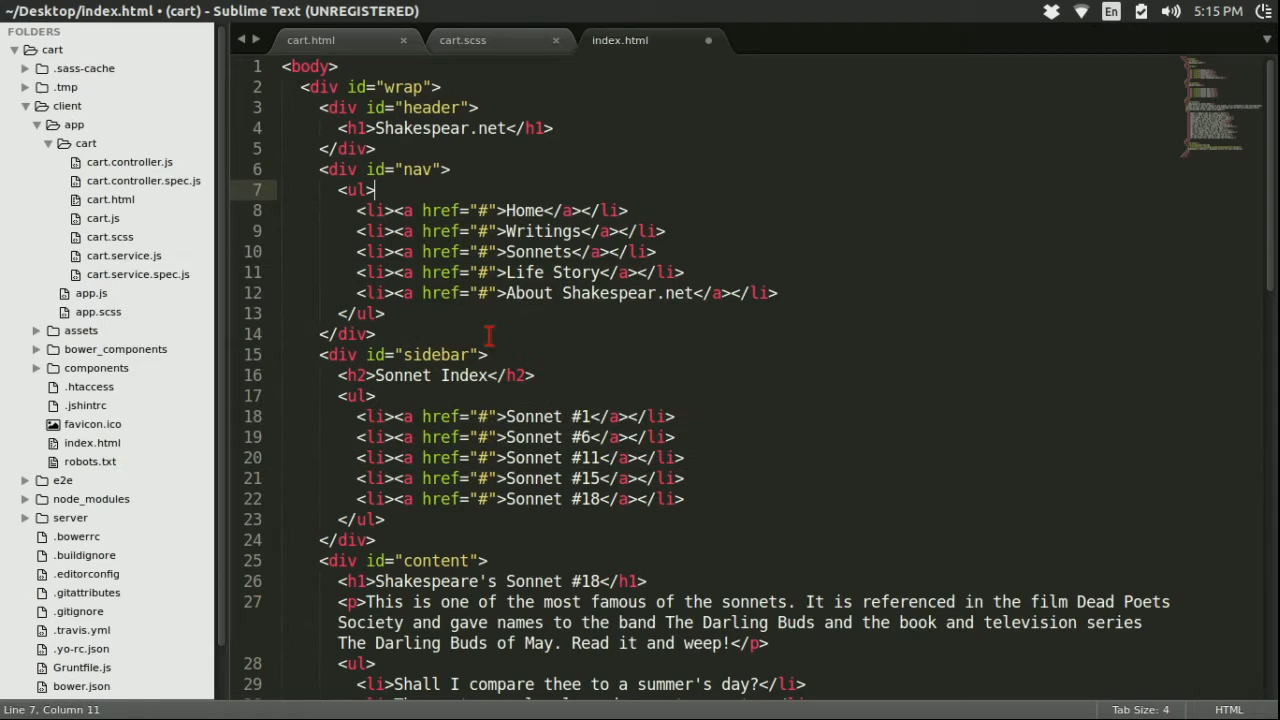 ~/Desktop/index.html • (cart) - Sublime Text (UNREGISTERED)
En
5:15 PM
FOLDERS
cart
.sass-cache
.tmp
client
app
cart
cart.controller.js
cart.controller.spec.js
cart.html
cart.js
cart.scss
cart.service.js
cart.service.spec.js
app.js
app.scss
assets
bower_components
components
.htaccess
.jshintrc
favicon.ico
index.html
robots.txt
e2e
node_modules
server
.bowerrc
.buildignore
.editorconfig
.gitattributes
.gitignore
.travis.yml
.yo-rc.json
Gruntfile.js
bower.json
cart.html
cart.scss
index.html
1 <body>
2 <div id="wrap">
3 <div id="header">
4 <h1>Shakespear.net</h1>
5 </div>
6 <div id="nav">
7 <ul>
8 <li><a href="#">Home</a></li>
9 <li><a href="#">Writings</a></li>
10 <li><a href="#">Sonnets</a></li>
11 <li><a href="#">Life Story</a></li>
12 <li><a href="#">About Shakespear.net</a></li>
13 </ul>
14 </div>
15 <div id="sidebar">
16 <h2>Sonnet Index</h2>
17 <ul>
18 <li><a href="#">Sonnet #1</a></li>
19 <li><a href="#">Sonnet #6</a></li>
20 <li><a href="#">Sonnet #11</a></li>
21 <li><a href="#">Sonnet #15</a></li>
22 <li><a href="#">Sonnet #18</a></li>
23 </ul>
24 </div>
25 <div id="content">
26 <h1>Shakespeare's Sonnet #18</h1>
27 <p>This is one of the most famous of the sonnets. It is referenced in the film Dead Poets
Society and gave names to the band The Darling Buds and the book and television series
The Darling Buds of May. Read it and weep!</p>
28 <ul>
29 <li>Shall I compare thee to a summer's day?</li>
Line 7, Column 11
Tab Size: 4
HTML